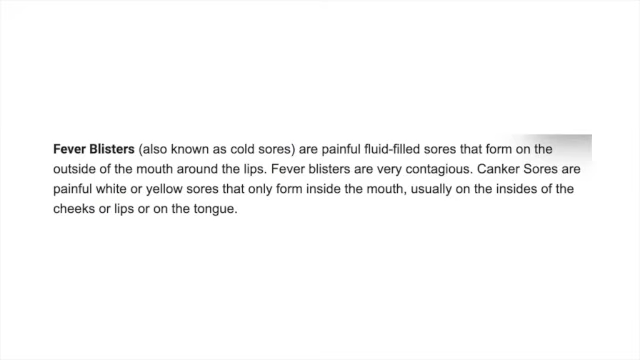 Fever Blisters (also known as cold sores) are painful fluid-filled sores that form on the
outside of the mouth around the lips. Fever blisters are very contagious. Canker Sores are
painful white or yellow sores that only form inside the mouth, usually on the insides of the
cheeks or lips or on the tongue.